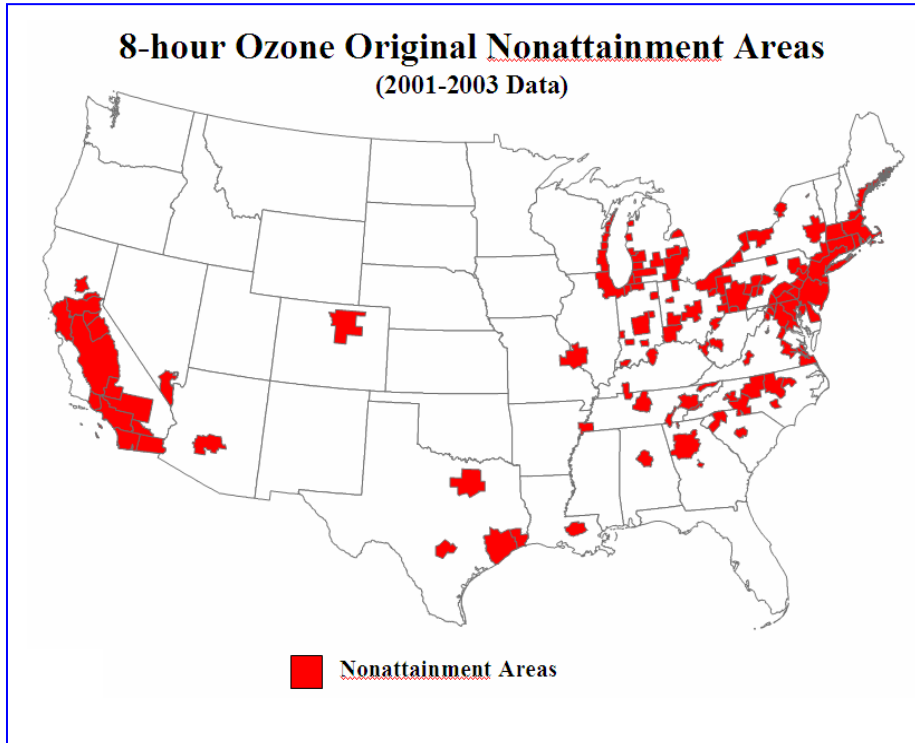 8-hour Ozone Original Nonattainment Areas
(2001-2003 Data)
Nonattainment Areas